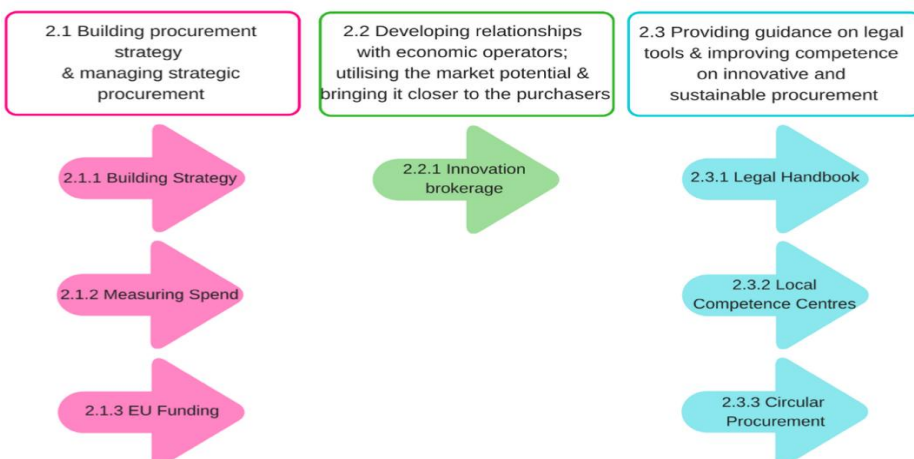 2.1 Building procurement
strategy
& managing strategic
procurement
2.1.1 Building Strategy
2.1.2 Measuring Spend
2.1.3 EU Funding
2.2 Developing relationships
with economic operators;
utilising the market potential &
bringing it closer to the purchasers
2.2.1 Innovation
brokerage
2.3 Providing guidance on legal
tools & improving competence
on innovative and
sustainable procurement
2.3.1 Legal Handbook
2.3.2 Local
Competence Centres
2.3.3 Circular
Procurement